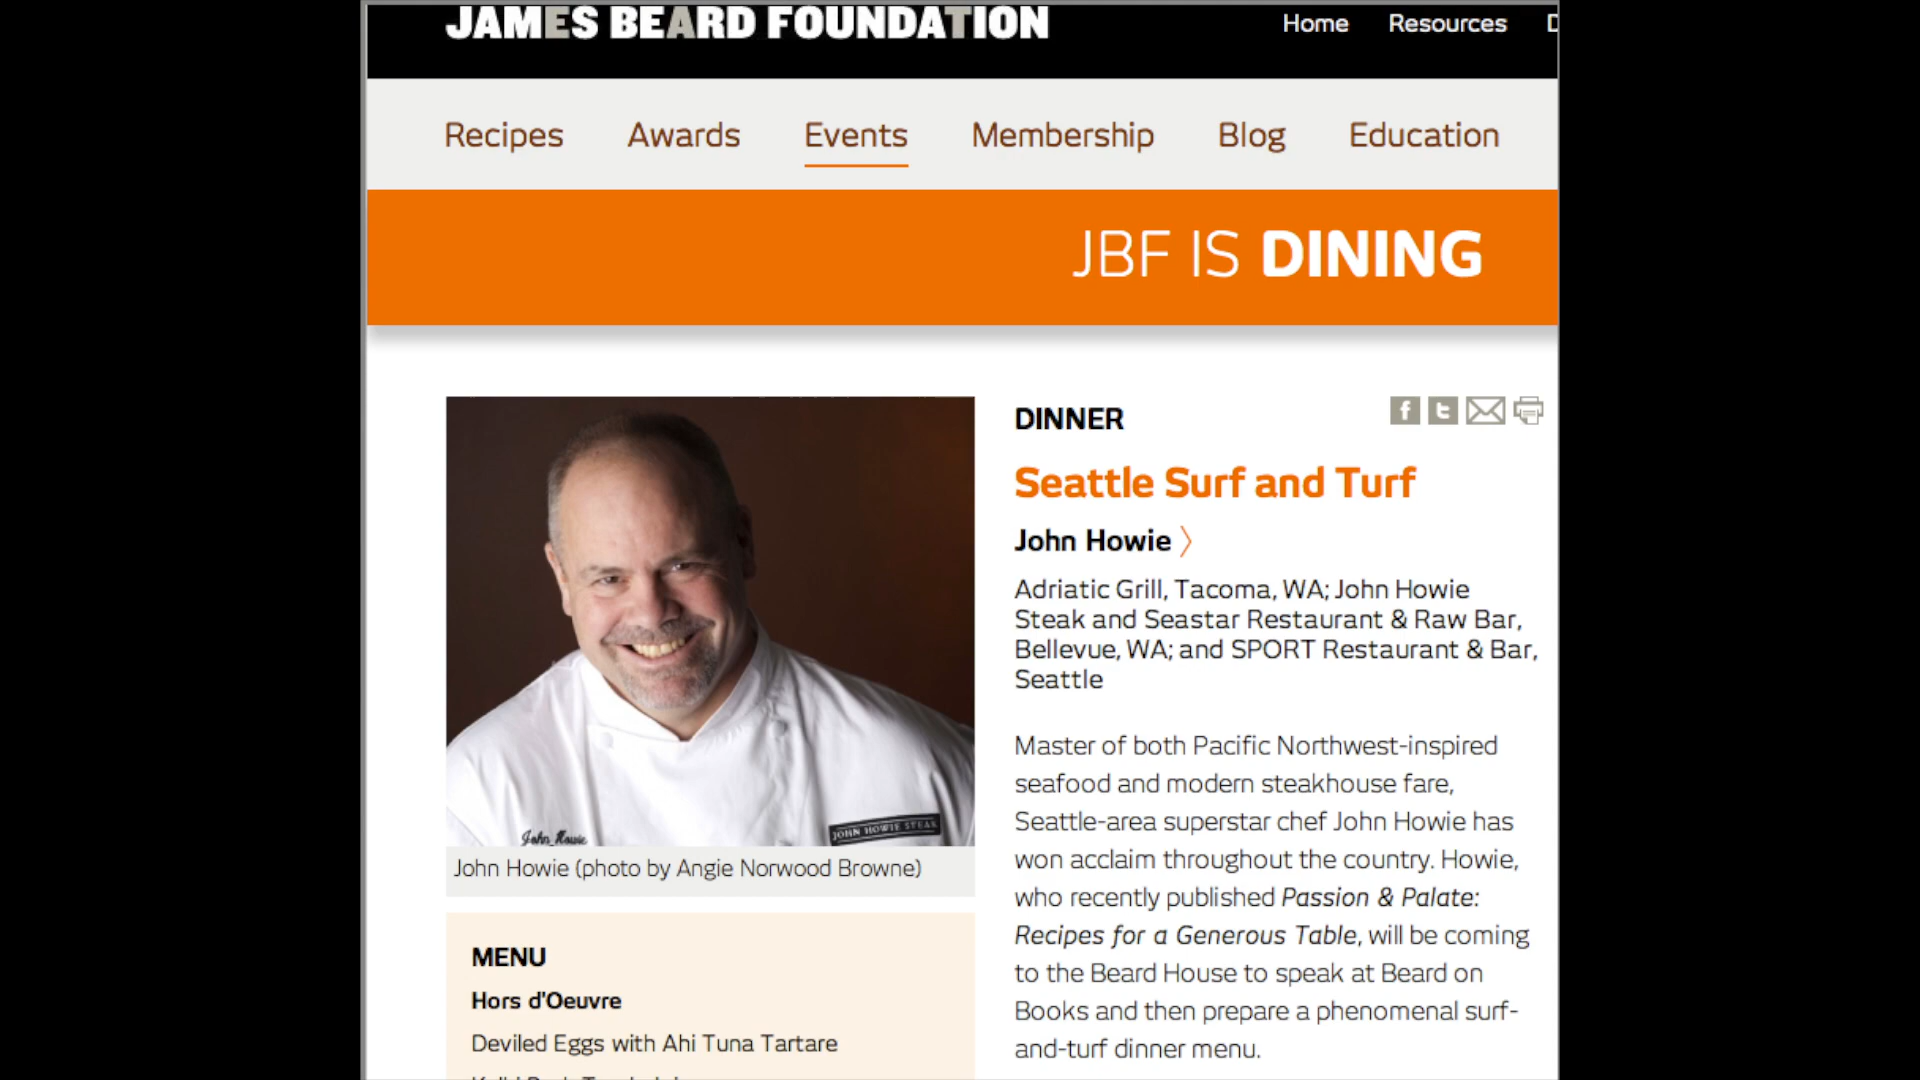 JAMES BEARD FOUNDATION
Home Resources
Recipes Awards Events Membership Blog Education
JBF IS DINING
DINNER
Seattle Surf and Turf
John Howie
Adriatic Grill, Tacoma, WA; John Howie
Steak and Seastar Restaurant & Raw Bar,
Bellevue, WA; and SPORT Restaurant & Bar,
Seattle
Master of both Pacific Northwest-inspired
seafood and modern steakhouse fare,
Seattle-area superstar chef John Howie has
won acclaim throughout the country. Howie,
who recently published Passion & Palate:
Recipes for a Generous Table, will be coming
to the Beard House to speak at Beard on
Books and then prepare a phenomenal surf-
and-turf dinner menu.
John Howie
JOHN HOWIE STEAK
John Howie (photo by Angie Norwood Browne)
MENU
Hors d'Oeuvre
Deviled Eggs with Ahi Tuna Tartare